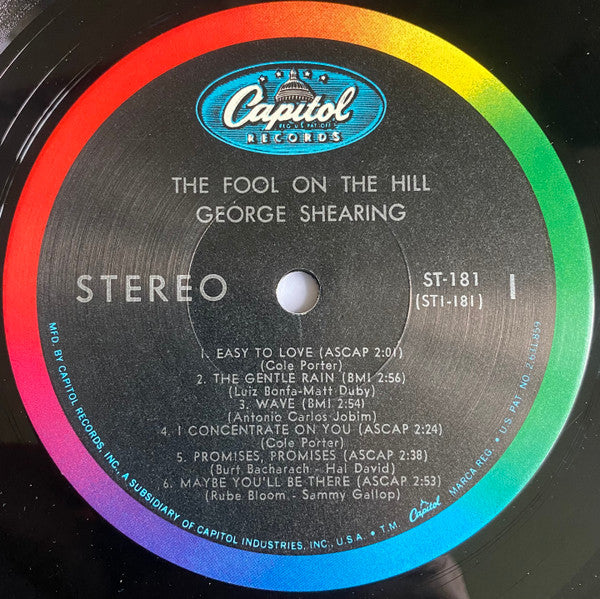 Capitol
REG. U.S. PAT. OFF.
RECORDS
THE FOOL ON THE HILL
GEORGE SHEARING
STEREO
ST-181
(ST1-181)
1
1. EASY TO LOVE (ASCAP 2:01)
(Cole Porter)
2. THE GENTLE RAIN (BMI 2:56)
(Luiz Bonfa-Matt Duby)
3. WAVE (BMI 2:54)
(Antonio Carlos Jobim)
4. I CONCENTRATE ON YOU (ASCAP 2:24)
(Cole Porter)
5. PROMISES, PROMISES (ASCAP 2:38)
(Burt Bacharach - Hal David)
6. MAYBE YOU'LL BE THERE (ASCAP 2:53)
(Rube Bloom - Sammy Gallop)
MFD. BY CAPITOL RECORDS, INC., A SUBSIDIARY OF CAPITOL INDUSTRIES, INC., U.S.A. • T.M. Capitol MARCA REG. • U.S. PAT. NO. 2,631,859